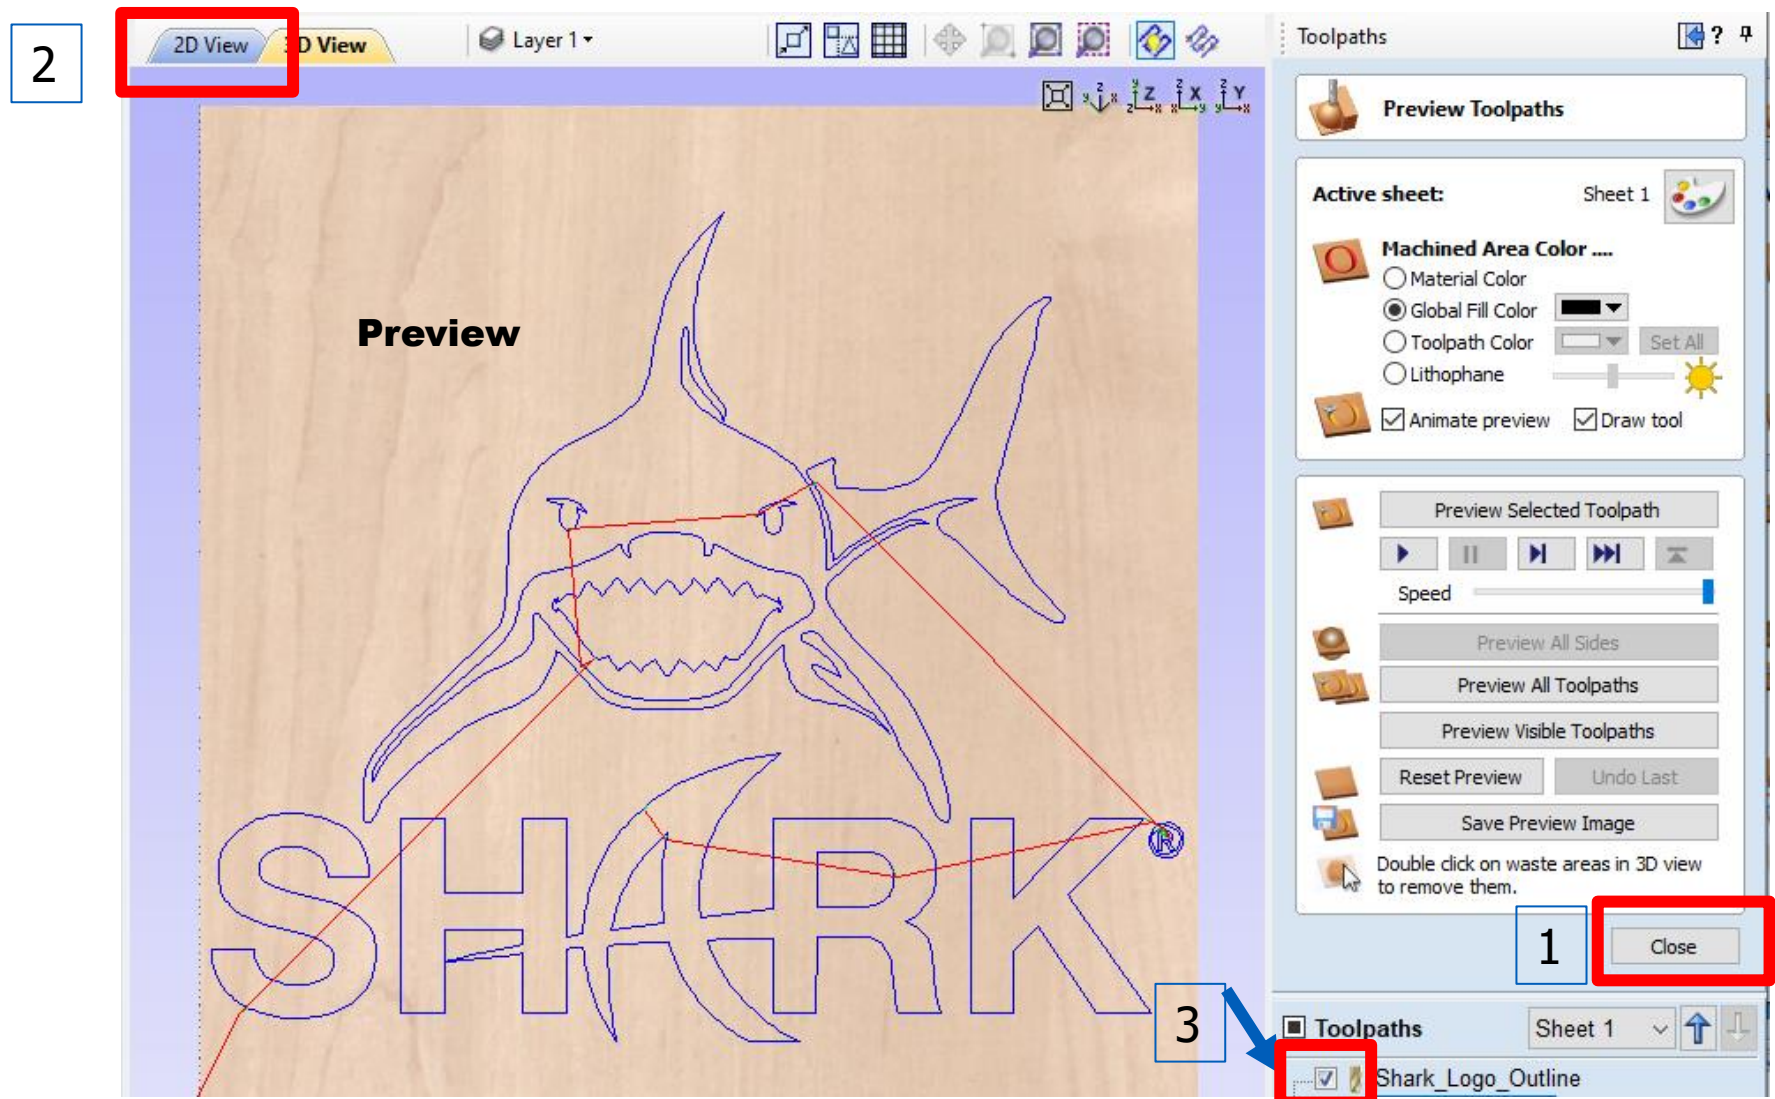 2
2D View
3D View
Layer 1
Toolpaths
?
Preview Toolpaths
Active sheet: Sheet 1
Machined Area Color ....
Material Color
Global Fill Color
Toolpath Color Set All
Lithophane
Animate preview Draw tool
Preview Selected Toolpath
Speed
Preview All Sides
Preview All Toolpaths
Preview Visible Toolpaths
Reset Preview Undo Last
Save Preview Image
Double click on waste areas in 3D view
to remove them.
1
Close
3
Toolpaths Sheet 1
Shark_Logo_Outline
Preview
SHARK®